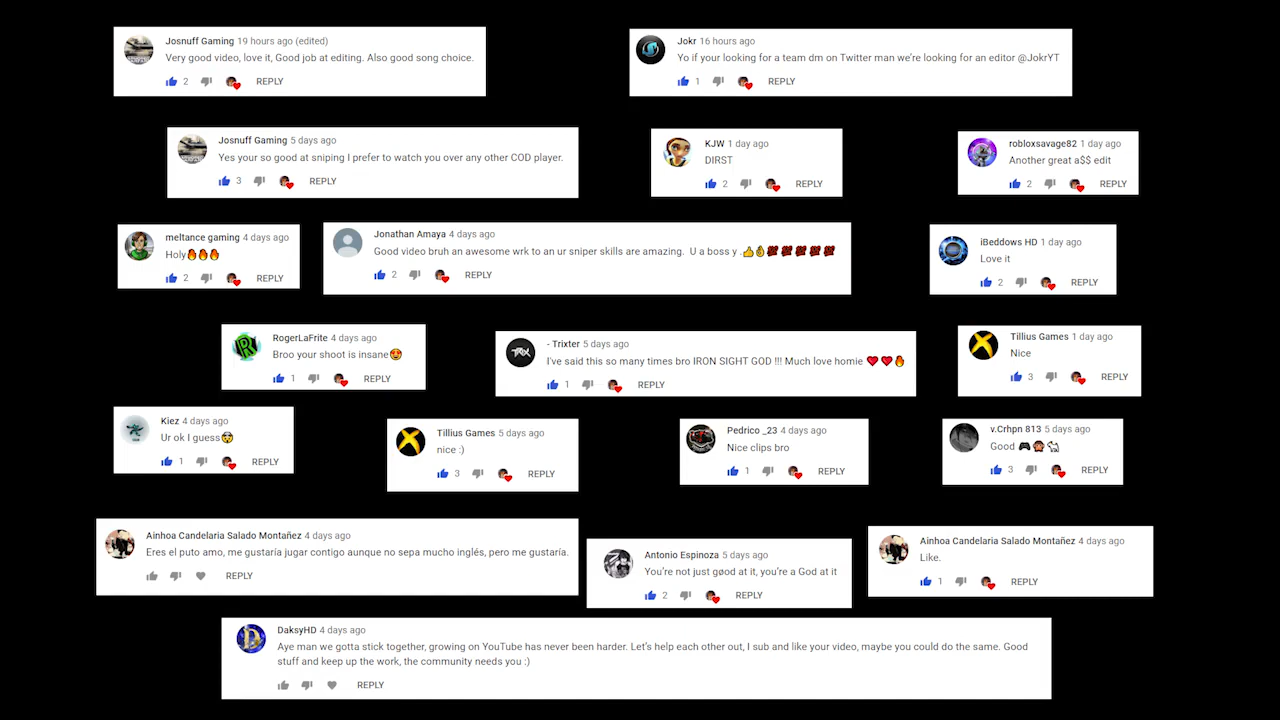 Josnuff Gaming 19 hours ago (edited)
Very good video, love it, Good job at editing. Also good song choice.
2 REPLY
Jokr 16 hours ago
Yo if your looking for a team dm on Twitter man we're looking for an editor @JokrYT
1 REPLY
Josnuff Gaming 5 days ago
Yes your so good at sniping I prefer to watch you over any other COD player.
3 REPLY
KJW 1 day ago
DIRST
2 REPLY
robloxsavage82 1 day ago
Another great a$$ edit
2 REPLY
meltance gaming 4 days ago
Holy🔥🔥🔥
2 REPLY
Jonathan Amaya 4 days ago
Good video bruh an awesome wrk to an ur sniper skills are amazing.  U a boss y .👍👌💯💯💯💯💯
2 REPLY
iBeddows HD 1 day ago
Love it
2 REPLY
RogerLaFrite 4 days ago
Broo your shoot is insane😍
1 REPLY
- Trixter 5 days ago
I've said this so many times bro IRON SIGHT GOD !!! Much love homie ❤️❤️🔥
1 REPLY
Tillius Games 1 day ago
Nice
3 REPLY
Kiez 4 days ago
Ur ok I guess😲
1 REPLY
Tillius Games 5 days ago
nice :)
3 REPLY
Pedrico _23 4 days ago
Nice clips bro
1 REPLY
v.Crhpn 813 5 days ago
Good 🎮🙊🐐
3 REPLY
Ainhoa Candelaria Salado Montañez 4 days ago
Eres el puto amo, me gustaría jugar contigo aunque no sepa mucho inglés, pero me gustaría.
REPLY
Antonio Espinoza 5 days ago
You're not just gøod at it, you're a God at it
2 REPLY
Ainhoa Candelaria Salado Montañez 4 days ago
Like.
1 REPLY
DaksyHD 4 days ago
Aye man we gotta stick together, growing on YouTube has never been harder. Let's help each other out, I sub and like your video, maybe you could do the same. Good
stuff and keep up the work, the community needs you :)
REPLY